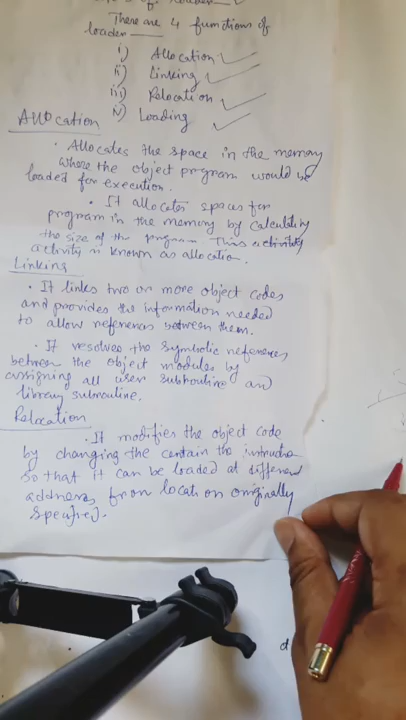 There are 4 functions of
loader
i) Allocation
ii) Linking
iii) Relocation
iv) Loading
Allocation
• Allocates the space in the memory
where the object program would be
loaded for execution.
• It allocates spaces for
program in the memory by calculating
the size of the program This activity
activity is known as allocation.
Linking
• It links two or more object codes
and provides the information needed
to allow references between them.
• It resolves the symbolic references
between the object modules by
assigning all user subroutine and
library subroutine.
Relocation
• It modifies the object code
by changing the certain the
so that it can be loaded at different
address from location originally